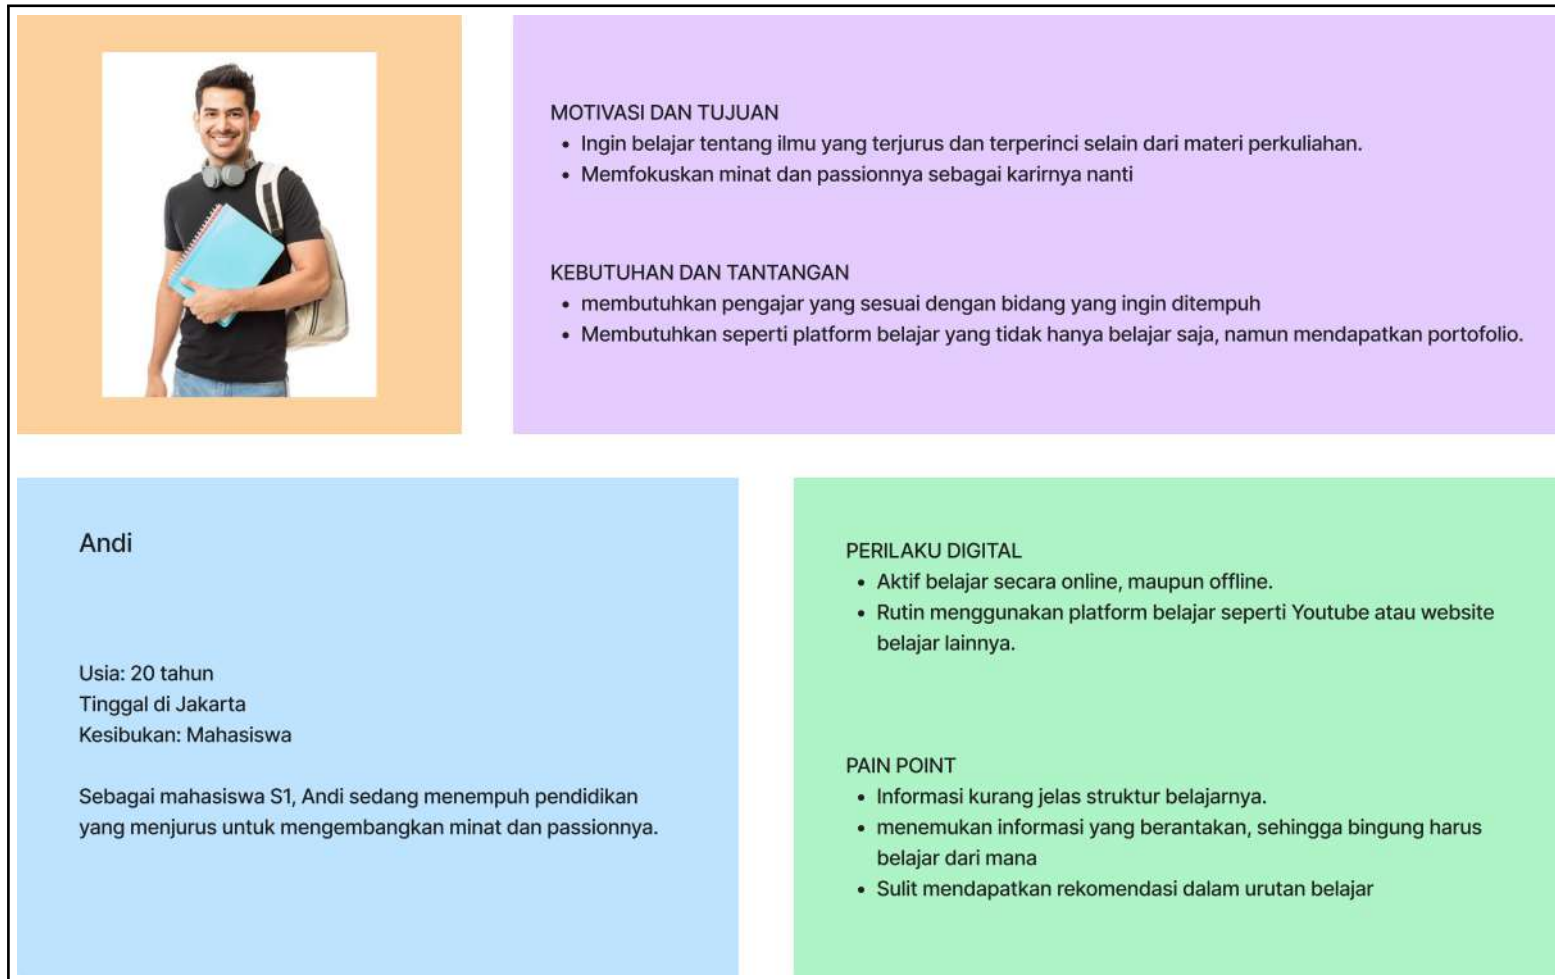 MOTIVASI DAN TUJUAN
• Ingin belajar tentang ilmu yang terjurus dan terperinci selain dari materi perkuliahan.
• Memfokuskan minat dan passionnya sebagai karirnya nanti
KEBUTUHAN DAN TANTANGAN
• membutuhkan pengajar yang sesuai dengan bidang yang ingin ditempuh
• Membutuhkan seperti platform belajar yang tidak hanya belajar saja, namun mendapatkan portofolio.
Andi
Usia: 20 tahun
Tinggal di Jakarta
Kesibukan: Mahasiswa
Sebagai mahasiswa S1, Andi sedang menempuh pendidikan
yang menjurus untuk mengembangkan minat dan passionnya.
PERILAKU DIGITAL
• Aktif belajar secara online, maupun offline.
• Rutin menggunakan platform belajar seperti Youtube atau website
belajar lainnya.
PAIN POINT
• Informasi kurang jelas struktur belajarnya.
• menemukan informasi yang berantakan, sehingga bingung harus
belajar dari mana
• Sulit mendapatkan rekomendasi dalam urutan belajar